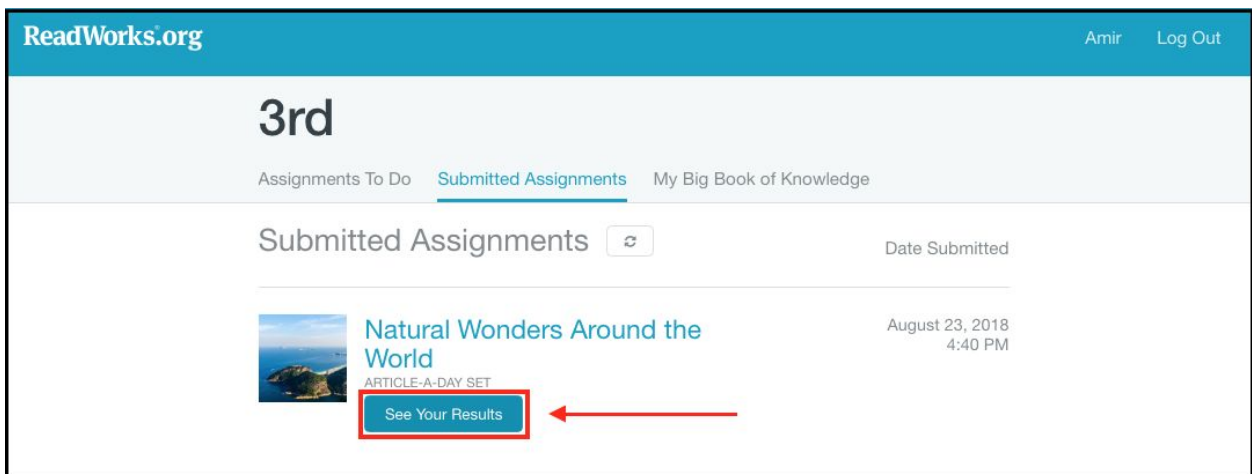 ReadWorks.org
Amir Log Out
3rd
Assignments To Do Submitted Assignments My Big Book of Knowledge
Submitted Assignments
Date Submitted
Natural Wonders Around the
World
ARTICLE-A-DAY SET
See Your Results
August 23, 2018
4:40 PM